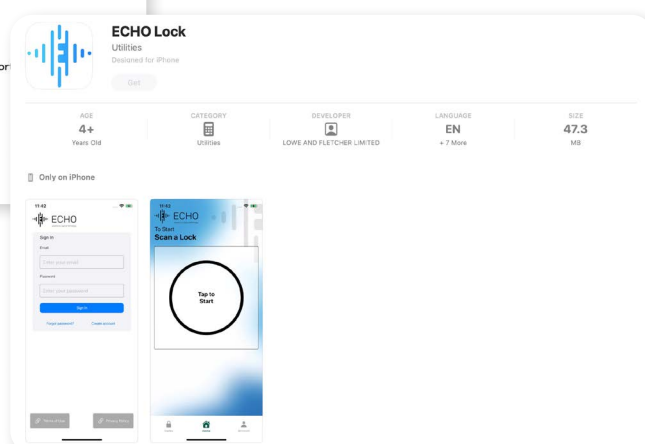 ECHO Lock
Utilities
Designed for iPhone
Get
AGE
4+
Years Old
CATEGORY
Utilities
DEVELOPER
LOWE AND FLETCHER LIMITED
LANGUAGE
EN
+ 7 More
SIZE
47.3
MB
Only on iPhone
11:42
ECHO
Sign in
Email
Enter your email
Password
Enter your password
Sign in
Forgot password?
Create account
Privacy Policy
11:42
ECHO
To Start
Scan a Lock
Tap to
Start
Home
Account